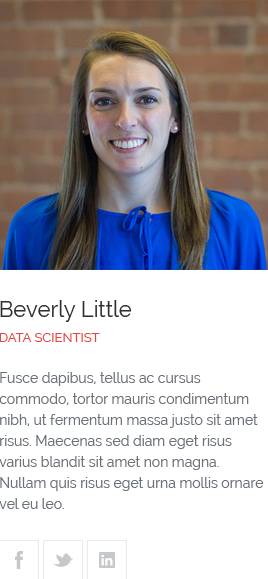 Beverly Little
DATA SCIENTIST
Fusce dapibus, tellus ac cursus
commodo, tortor mauris condimentum
nibh, ut fermentum massa justo sit amet
risus. Maecenas sed diam eget risus
varius blandit sit amet non magna.
Nullam quis risus eget urna mollis ornare
vel eu leo.